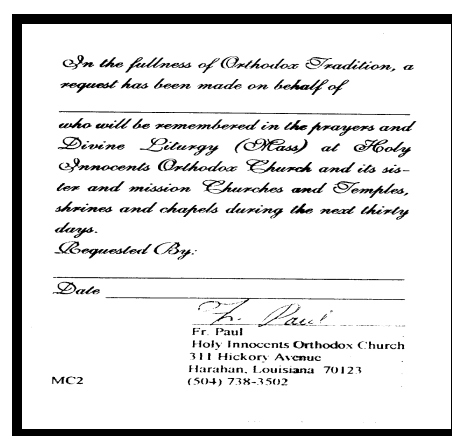 In the fullness of Orthodox Tradition, a
request has been made on behalf of
who will be remembered in the prayers and
Divine Liturgy (Mass) at Holy
Innocents Orthodox Church and its sis-
ter and mission Churches and Temples,
shrines and chapels during the next thirty
days.
Requested By:
Date
Fr. Paul
Fr. Paul
Holy Innocents Orthodox Church
311 Hickory Avenue
Harahan, Louisiana 70123
MC2 (504) 738-3502